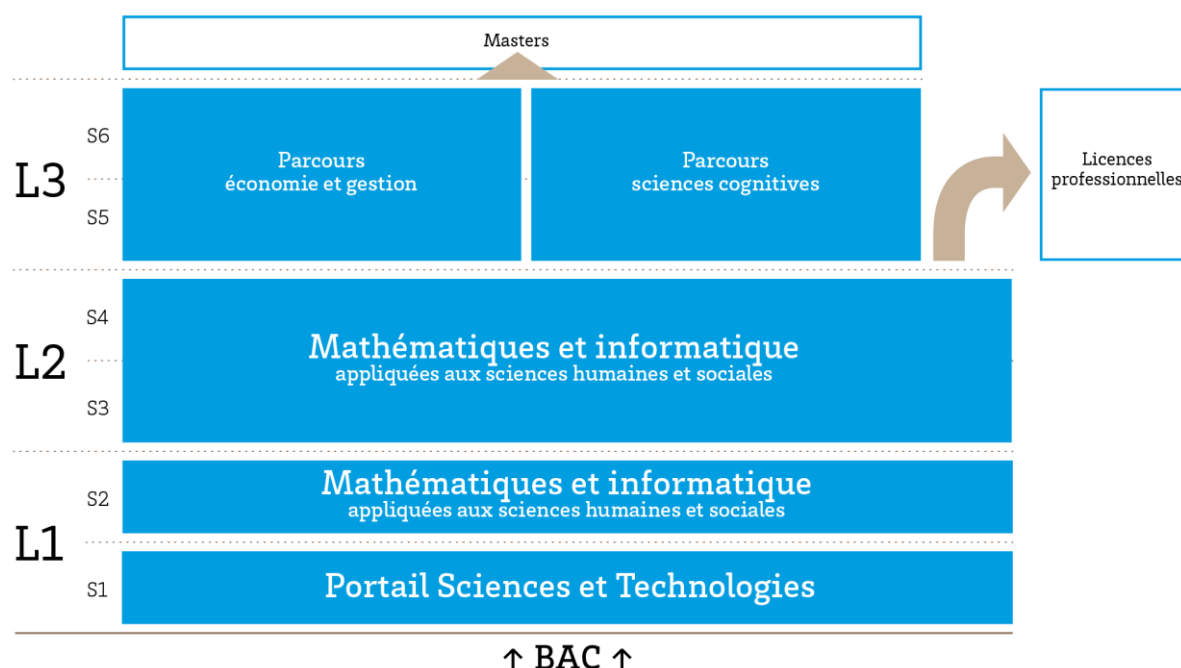 Masters
S6
L3
S5
Parcours
économie et gestion
Parcours
sciences cognitives
Licences
professionnelles
S4
L2
S3
Mathématiques et informatique
appliquées aux sciences humaines et sociales
S2
L1
S1
Mathématiques et informatique
appliquées aux sciences humaines et sociales
Portail Sciences et Technologies
↑ BAC ↑